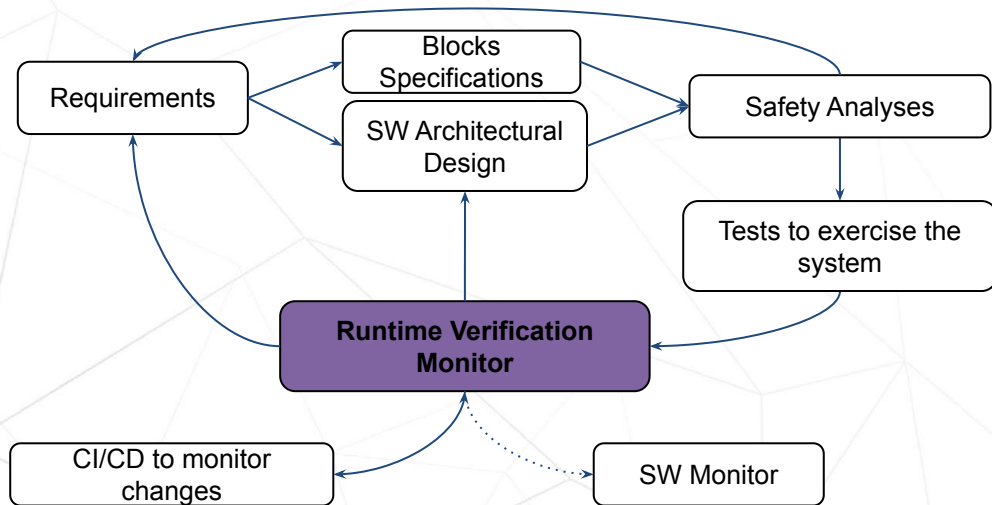 Blocks
Specifications
Requirements
SW Architectural
Design
Safety Analyses
Tests to exercise the
system
Runtime Verification
Monitor
CI/CD to monitor
changes
SW Monitor